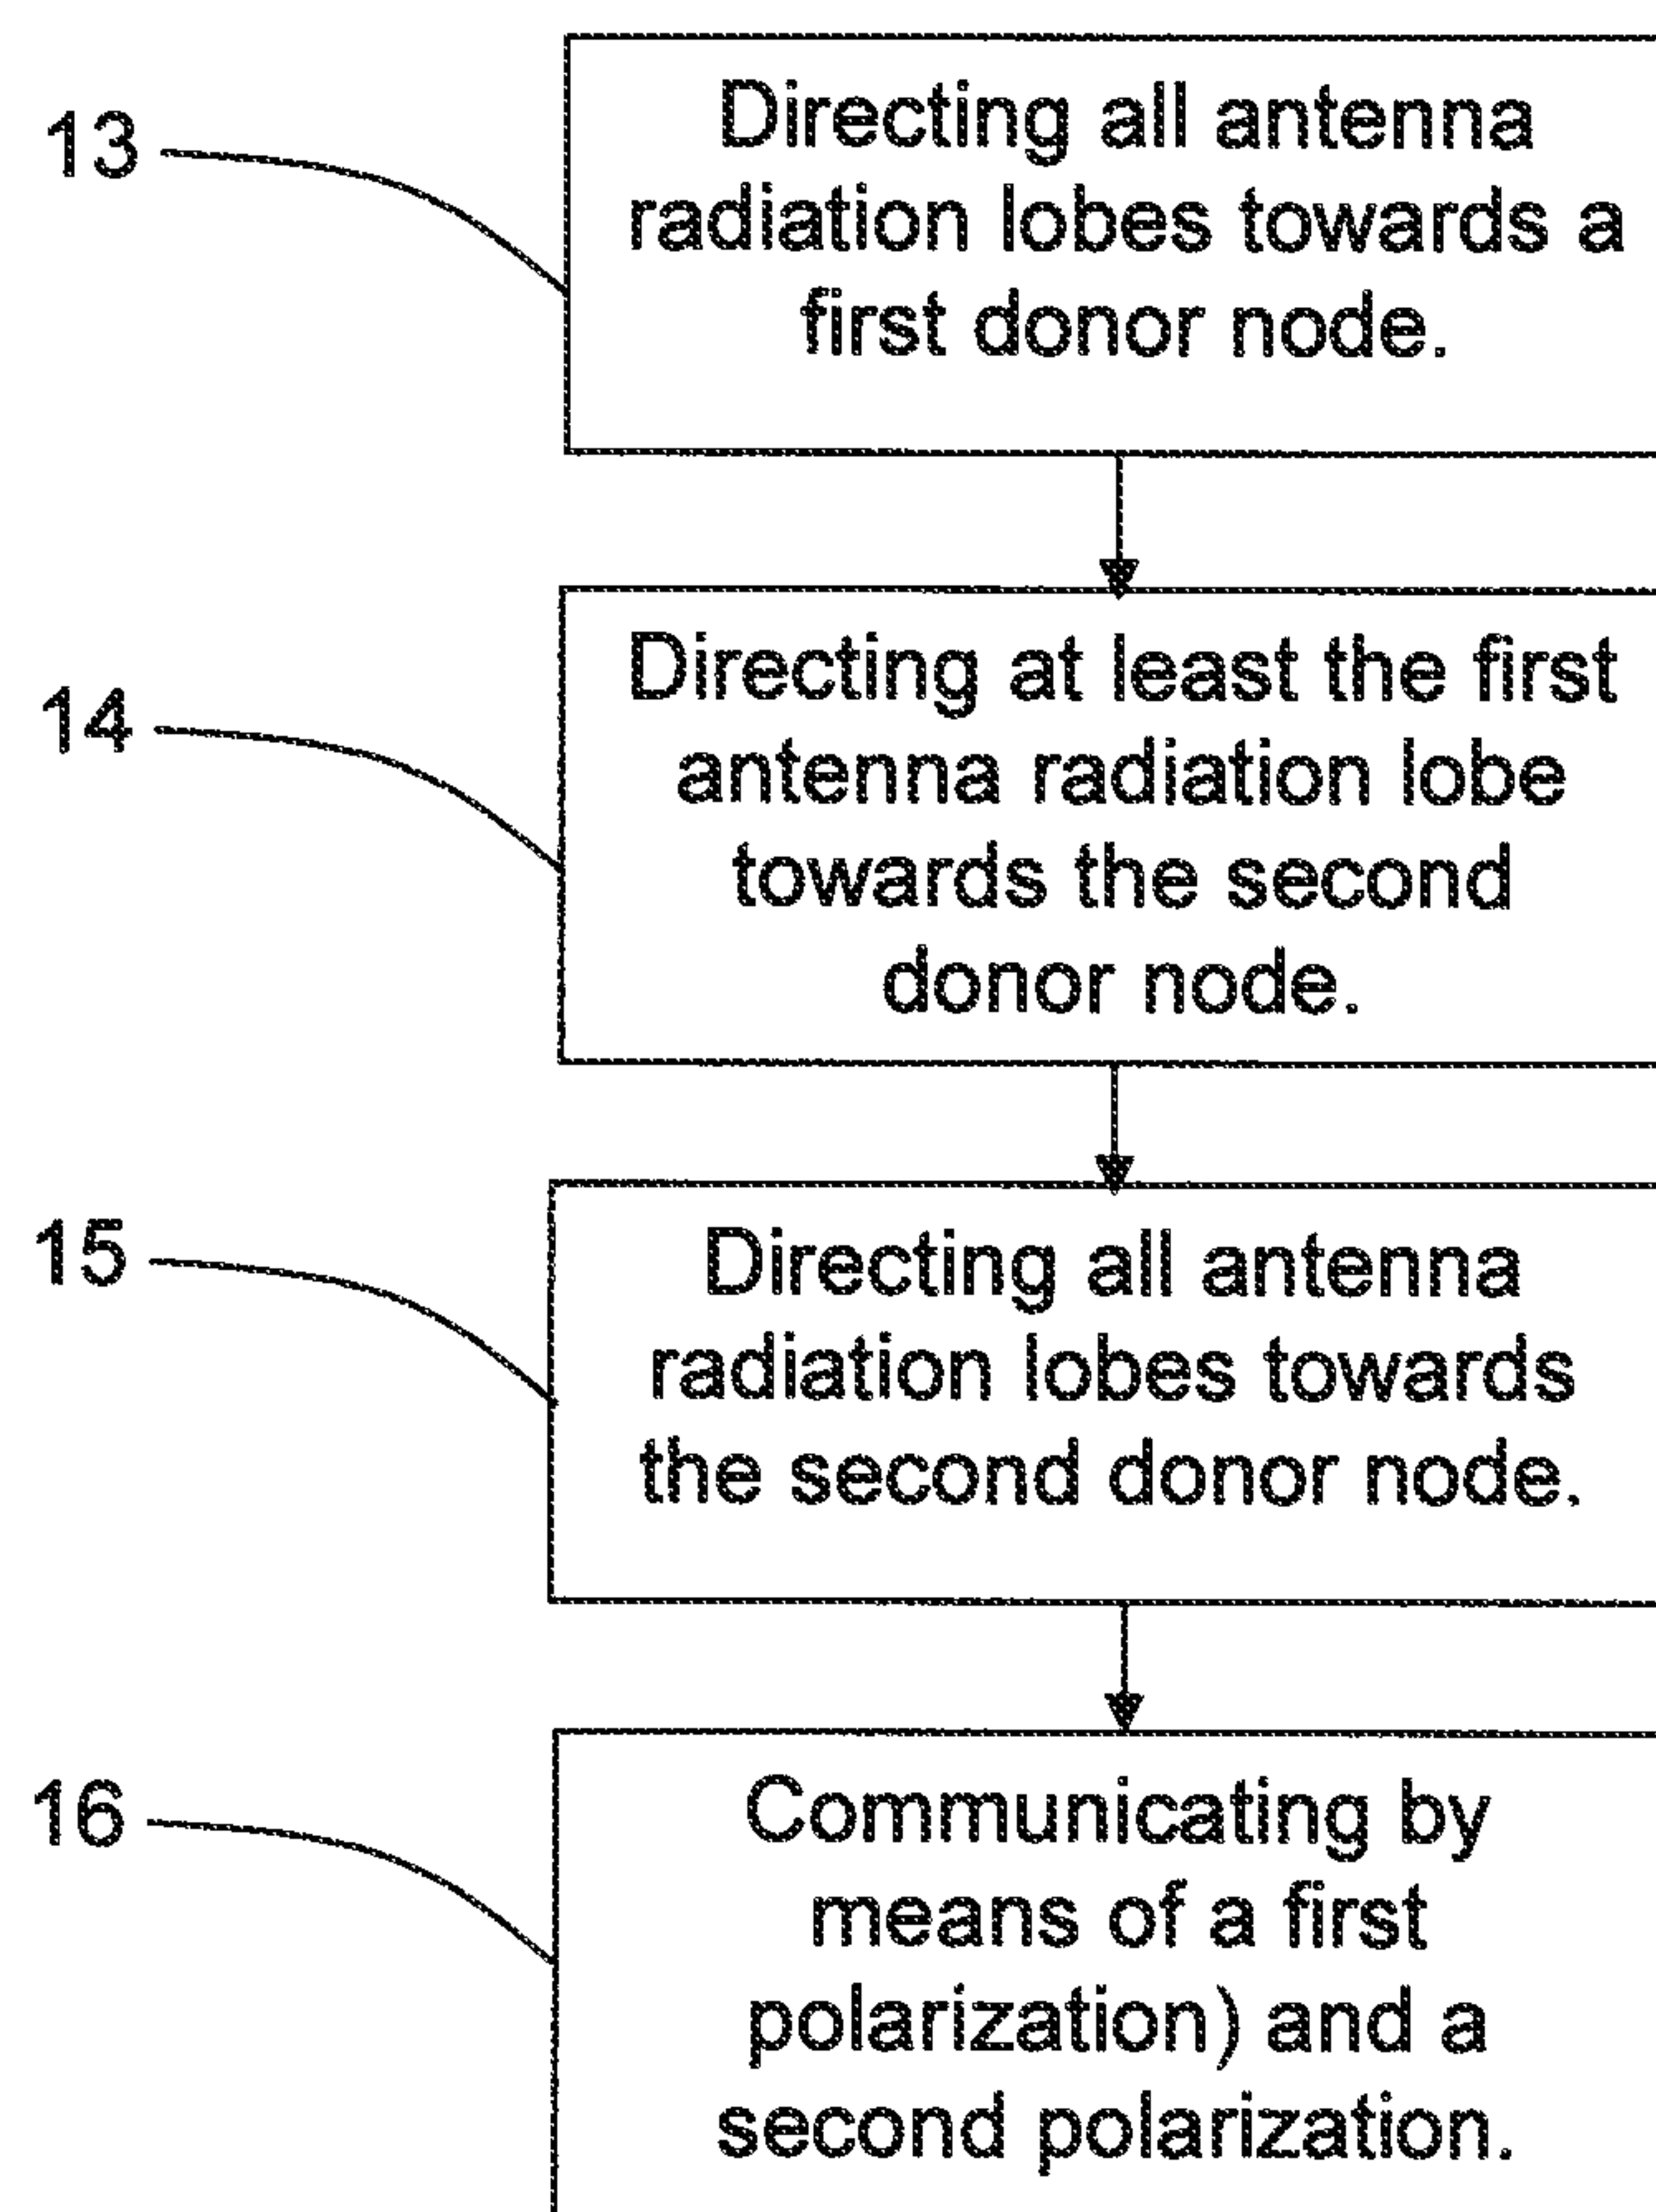 13
Directing all antenna
radiation lobes towards a
first donor node.
14
Directing at least the first
antenna radiation lobe
towards the second
donor node.
15
Directing all antenna
radiation lobes towards
the second donor node.
16
Communicating by
means of a first
polarization) and a
second polarization.